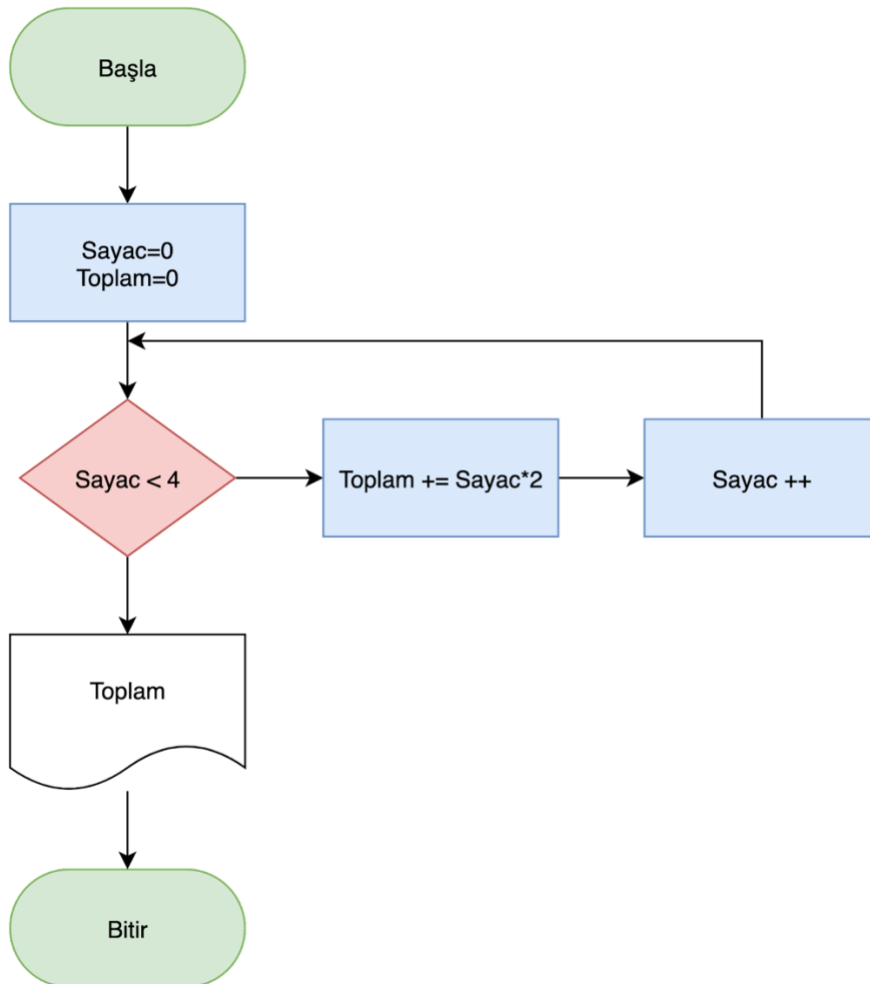 Başla
Sayac=0
Toplam=0
Sayac < 4
Toplam += Sayac*2
Sayac ++
Toplam
Bitir